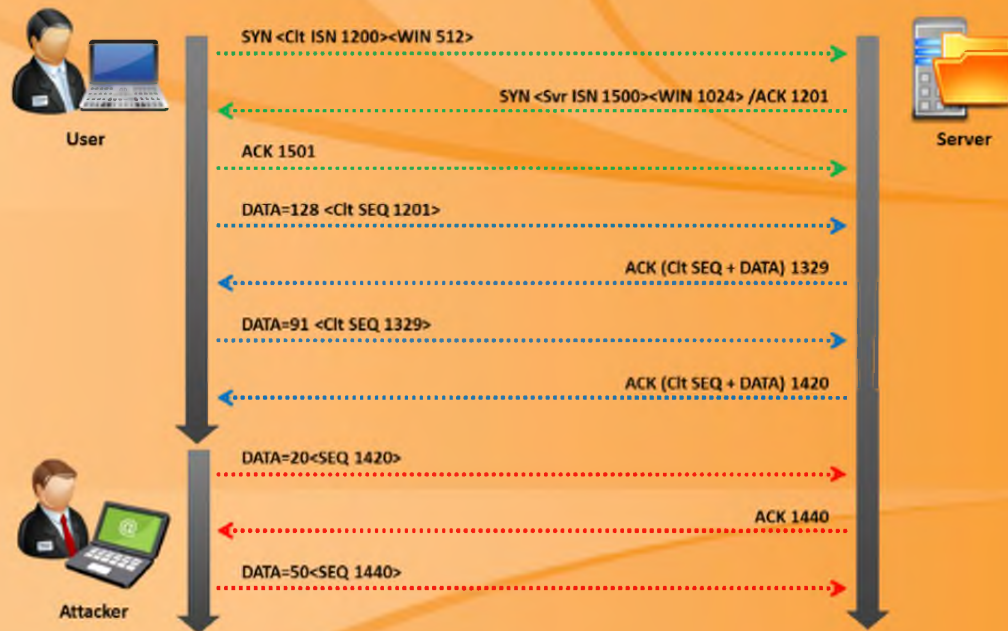 SYN <Clt ISN 1200><WIN 512>
SYN <Svr ISN 1500><WIN 1024> /ACK 1201
User
Server
ACK 1501
DATA=128 <Clt SEQ 1201>
ACK (Clt SEQ + DATA) 1329
DATA=91 <Clt SEQ 1329>
ACK (Clt SEQ + DATA) 1420
DATA=20<SEQ 1420>
ACK 1440
DATA=50<SEQ 1440>
Attacker